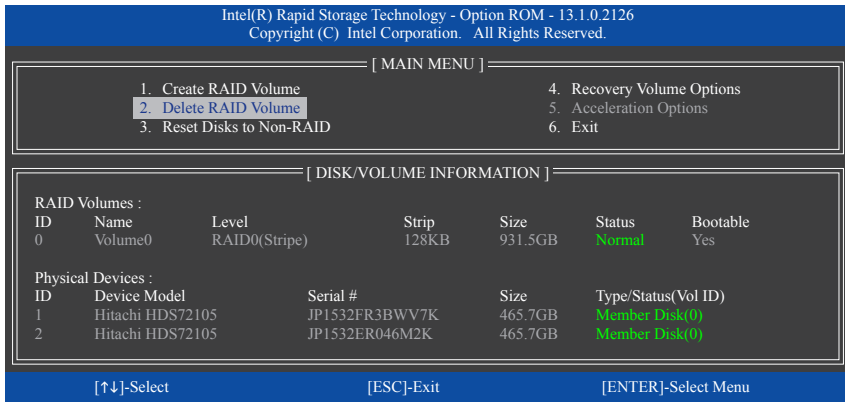 Intel(R) Rapid Storage Technology - Option ROM - 13.1.0.2126
Copyright (C) Intel Corporation. All Rights Reserved.
[ MAIN MENU ]
1. Create RAID Volume
2. Delete RAID Volume
3. Reset Disks to Non-RAID
4. Recovery Volume Options
5. Acceleration Options
6. Exit
[ DISK/VOLUME INFORMATION ]
RAID Volumes :
ID Name Level Strip Size Status Bootable
0 Volume0 RAID0(Stripe) 128KB 931.5GB Normal Yes
Physical Devices :
ID Device Model Serial # Size Type/Status(Vol ID)
1 Hitachi HDS72105 JP1532FR3BWV7K 465.7GB Member Disk(0)
2 Hitachi HDS72105 JP1532ER046M2K 465.7GB Member Disk(0)
[↑↓]-Select [ESC]-Exit [ENTER]-Select Menu